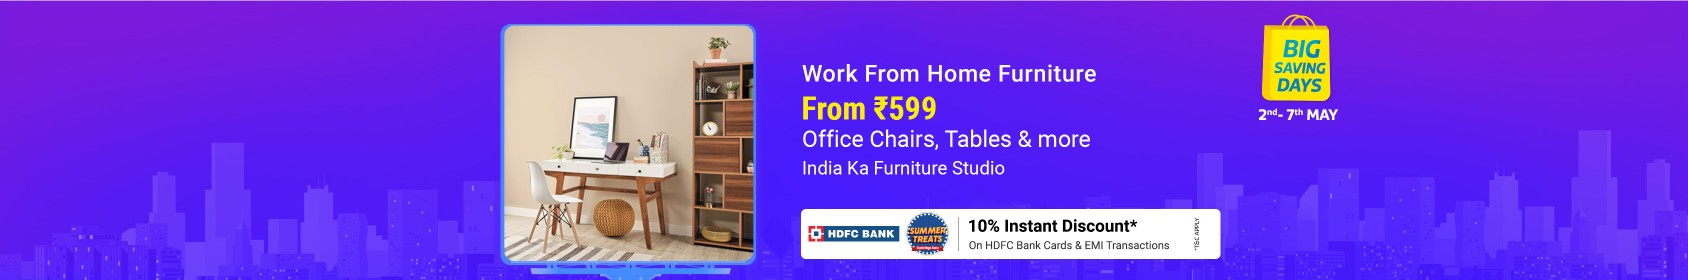 Work From Home Furniture
From ₹599
Office Chairs, Tables & more
India Ka Furniture Studio
HDFC BANK
SUMMER
TREATS
10% Instant Discount*
On HDFC Bank Cards & EMI Transactions
*T&C APPLY
BIG
SAVING
DAYS
2nd- 7th MAY